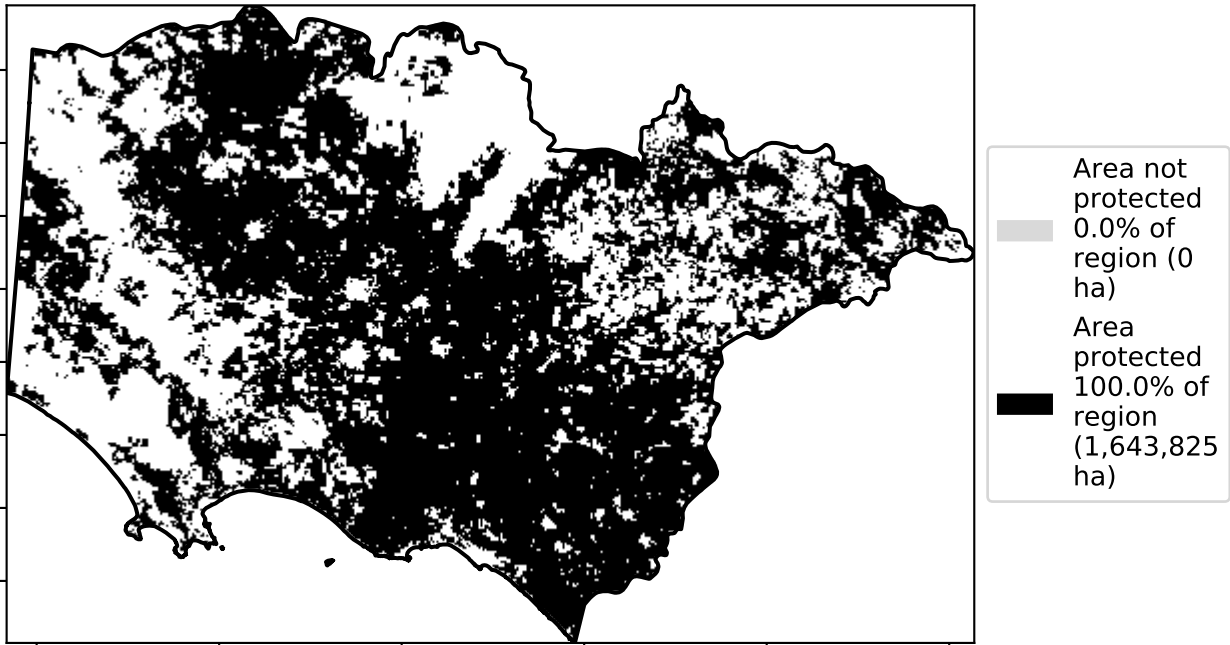 Area not
protected
0.0% of
region (0
ha)
Area
protected
100.0% of
region
(1,643,825
ha)